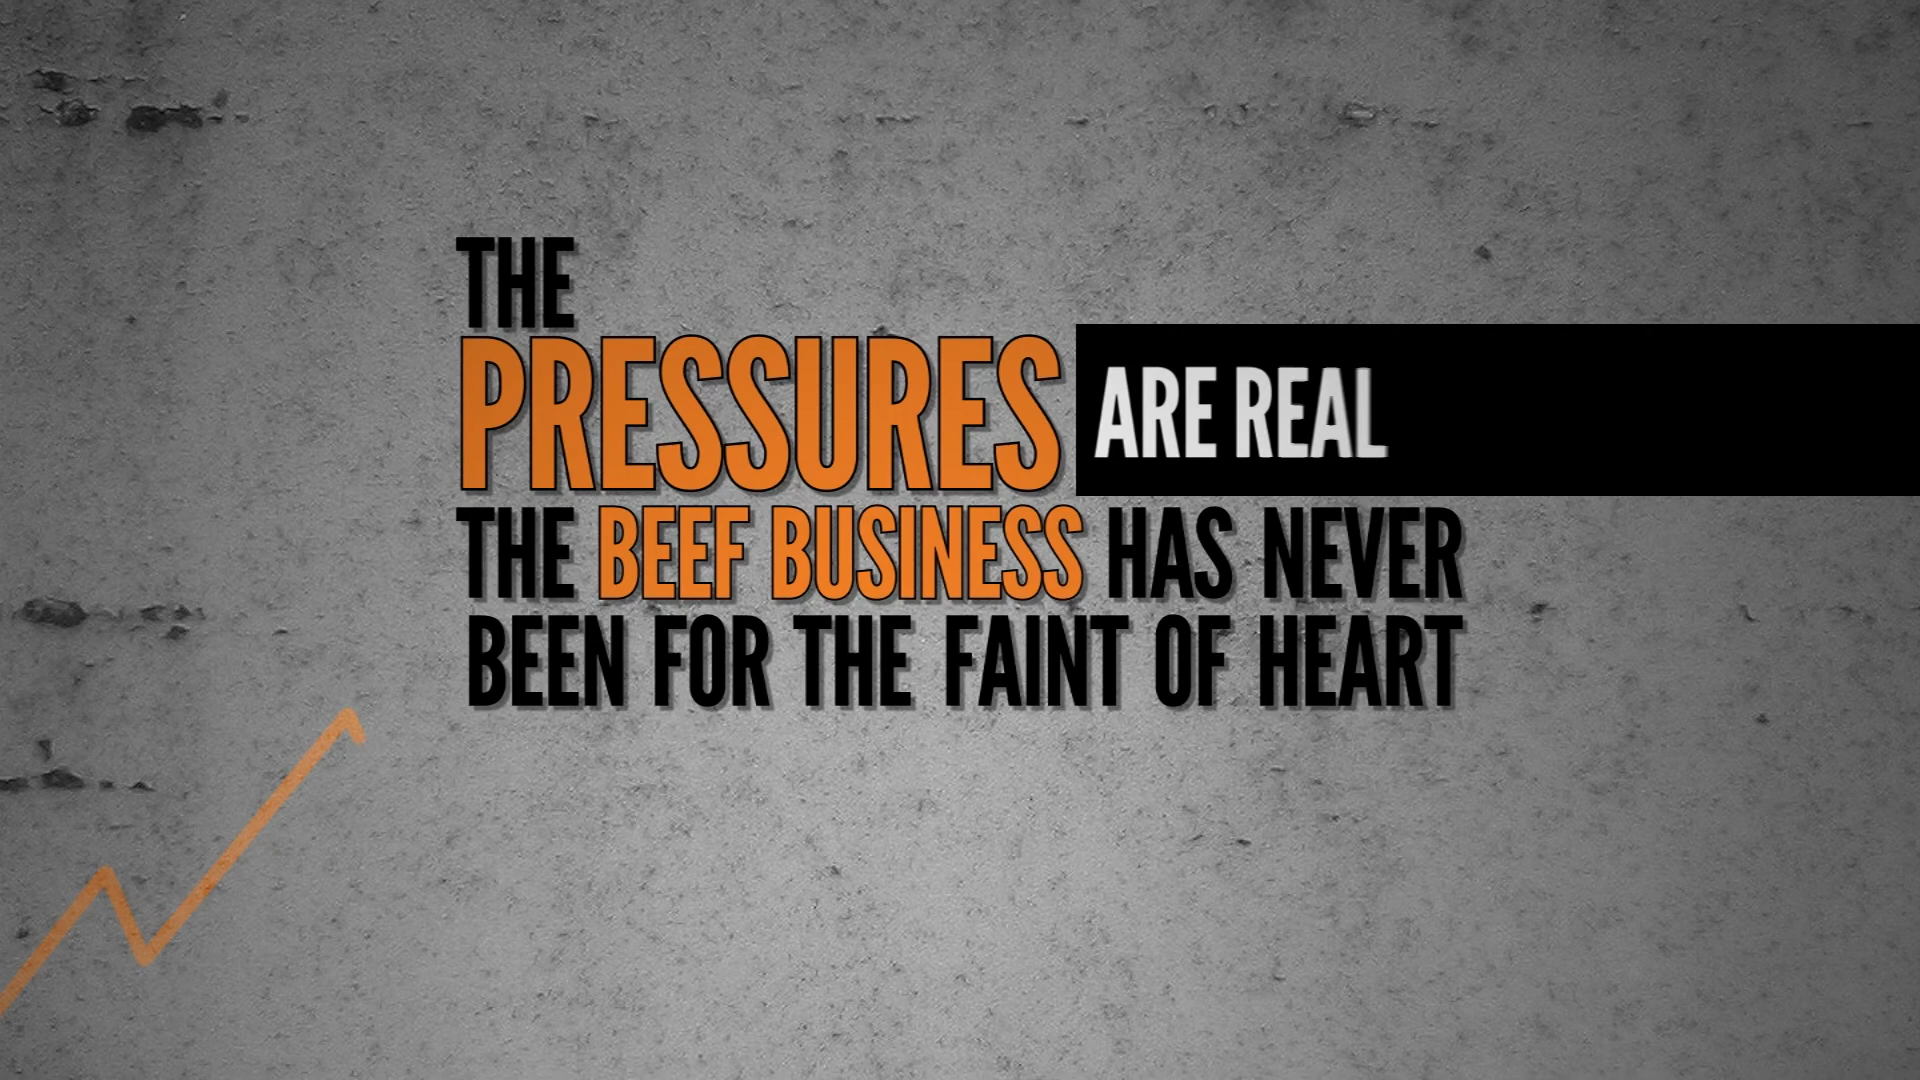 THE
PRESSURES ARE REAL
THE BEEF BUSINESS HAS NEVER
BEEN FOR THE FAINT OF HEART